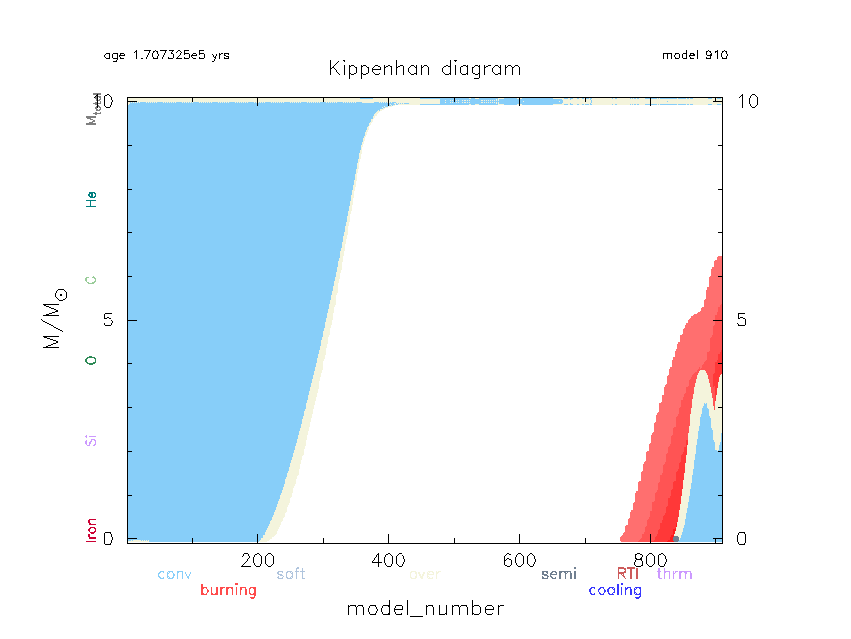 age 1.707325e5 yrs
model 910
Kippenhan diagram
10
5
0
10
5
0
M/M☉
Mtotal
He
C
O
Si
Iron
200
400
600
800
conv
soft
over
semi
RTI
thrm
burning
cooling
model_number